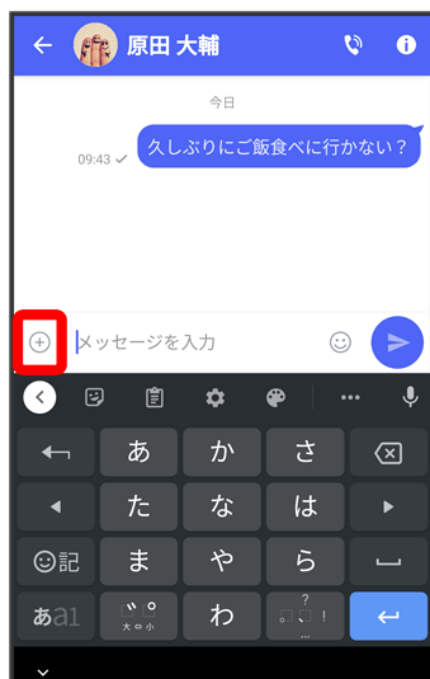 原田 大輔
今日
久しぶりにご飯食べに行かない？
09:43
メッセージを入力
あ か さ
た な は
記 ま や ら
あa1 大⇔小 わ 。、?!…